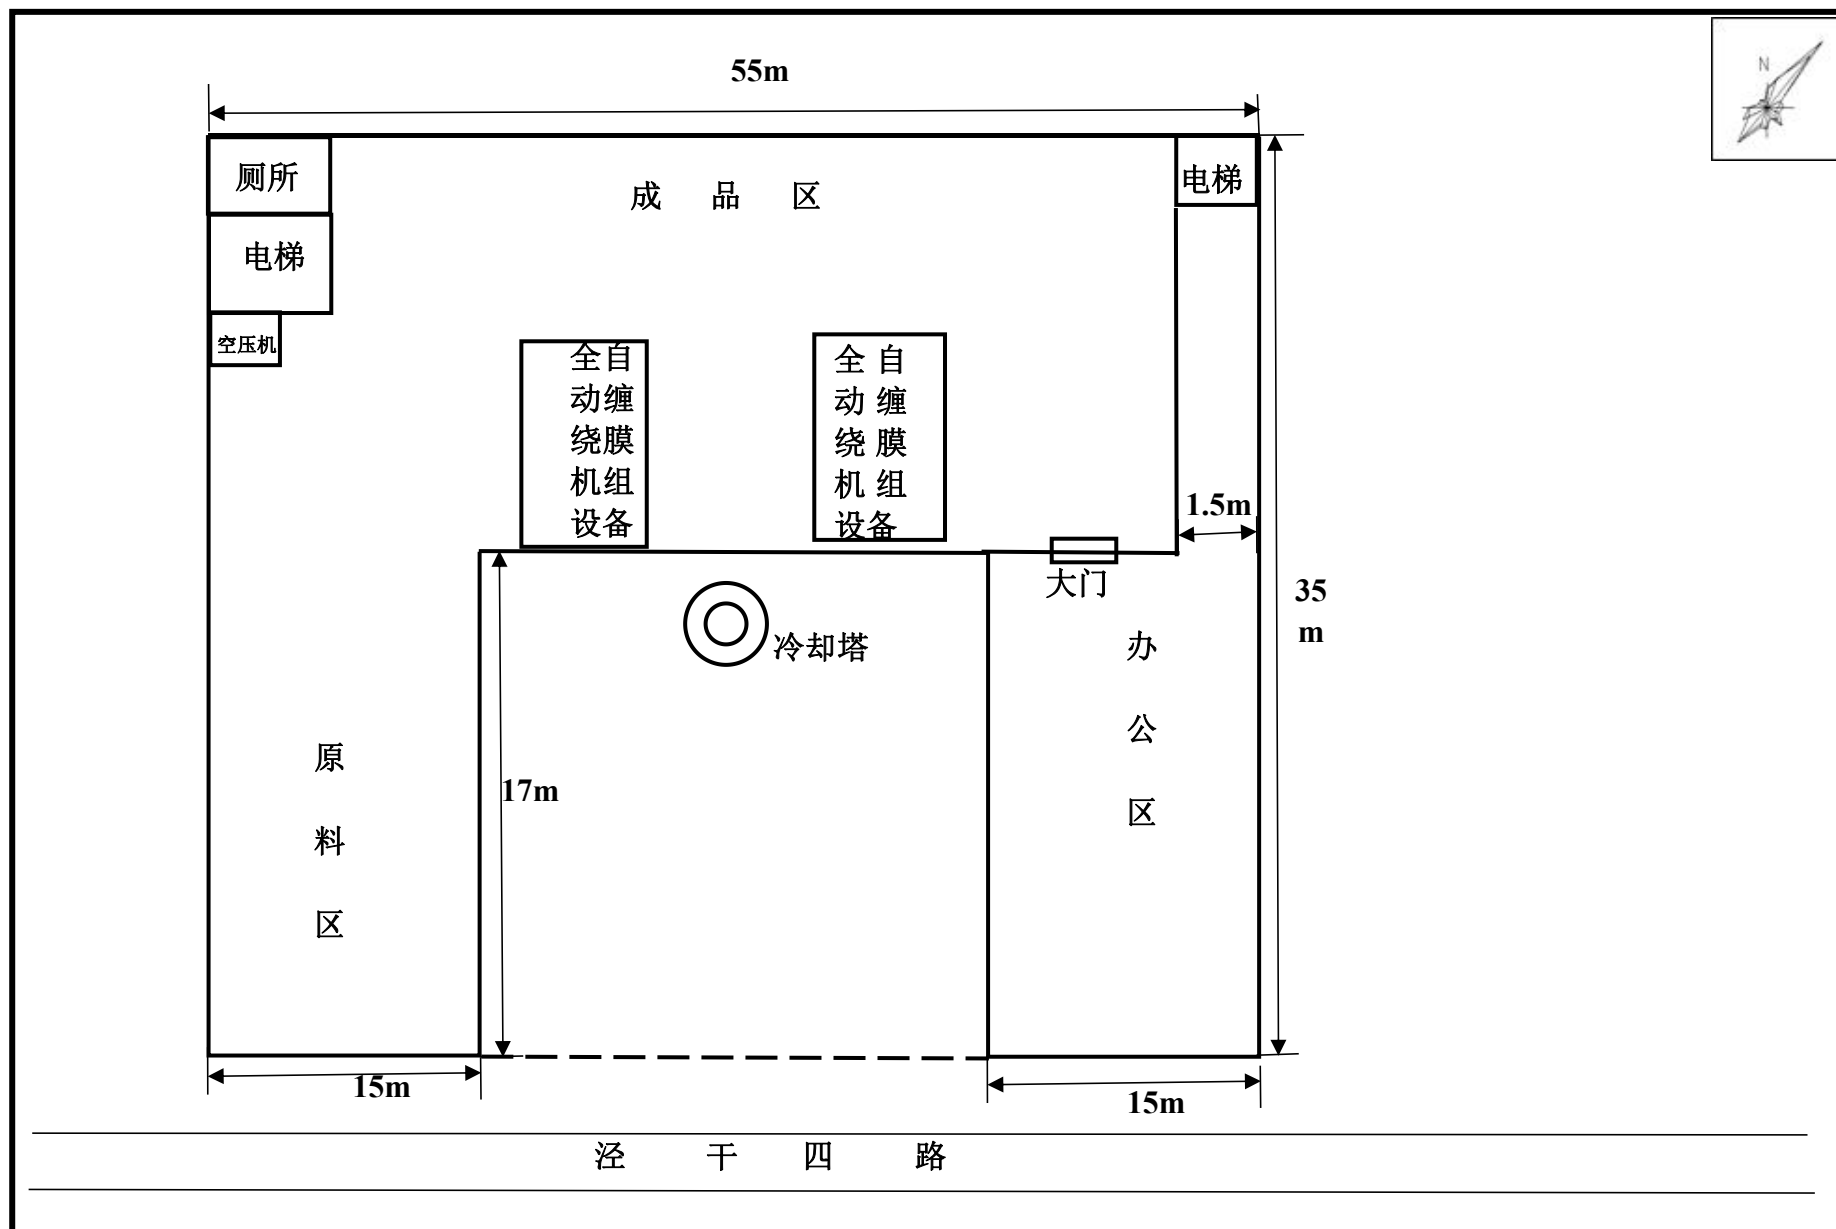 55m
N
厕所
成 品 区
电梯
电梯
空压机
全自
动缠
绕膜
机组
设备
全 自
动 缠
绕 膜
机 组
设备
1.5m
大门
35
m
冷却塔
办
公
区
原
料
区
17m
15m
15m
泾 干 四 路